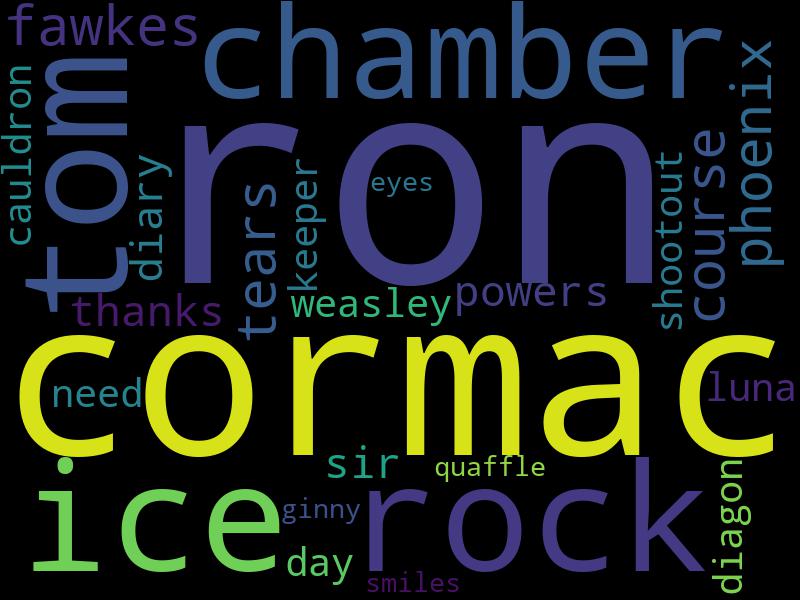 fawkes
chamber
cauldron
tom
diary
ron
eyes
tears
keeper
shootout
course
phoenix
thanks
weasley
powers
cormac
need
luna
sir
quaffle
ice
ginny
rock
diagon
day
smiles